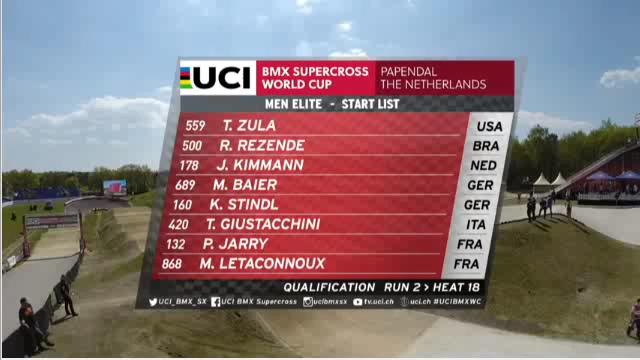 UCI BMX SUPERCROSS WORLD CUP PAPENDAL THE NETHERLANDS
MEN ELITE - START LIST
559 T. ZULA USA
500 R. REZENDE BRA
178 J. KIMMANN NED
689 M. BAIER GER
160 K. STINDL GER
420 T. GIUSTACCHINI ITA
132 P. JARRY FRA
868 M. LETACONNOUX FRA
QUALIFICATION RUN 2 > HEAT 18
UCI_BMX_SX UCI BMX Supercross ucibmxsx tv.uci.ch uci.ch #UCIBMXWC